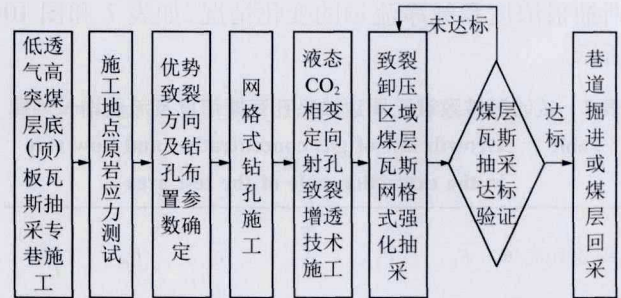 未达标
低透气高突煤层底(顶)板瓦斯抽采专巷施工
施工地点原岩应力测试
优势致裂方向及钻孔布置参数确定
网格式钻孔施工
液态CO₂相变定向射孔致裂增透技术施工
致裂卸压区域煤层瓦斯网格式强化抽采
煤层瓦斯抽采达标验证
达标
巷道掘进或煤层回采